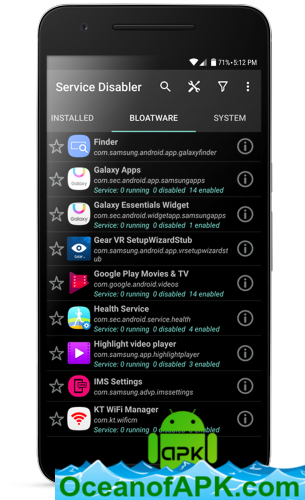 71% 5:12 PM
Service Disabler
INSTALLED BLOATWARE SYSTEM
Finder
com.samsung.android.app.galaxyfinder
Galaxy Apps
com.sec.android.app.samsungapps
Service: 0 running 0 disabled 14 enabled
Galaxy Essentials Widget
com.sec.android.widgetapp.samsungapps
Service: 0 running 0 disabled 1 enabled
Gear VR SetupWizardStub
com.samsung.android.app.vrsetupwizardst
ub
Google Play Movies & TV
com.google.android.videos
Service: 0 running 0 disabled 14 enabled
Health Service
com.sec.android.service.health
Service: 0 running 0 disabled 4 enabled
Highlight video player
com.samsung.app.highlightplayer
Service: 0 running 0 disabled 3 enabled
IMS Settings
com.samsung.advp.imssettings
KT WiFi Manager
com.kt.wificm
Service: 0 running
APK
OceanofAPK.com